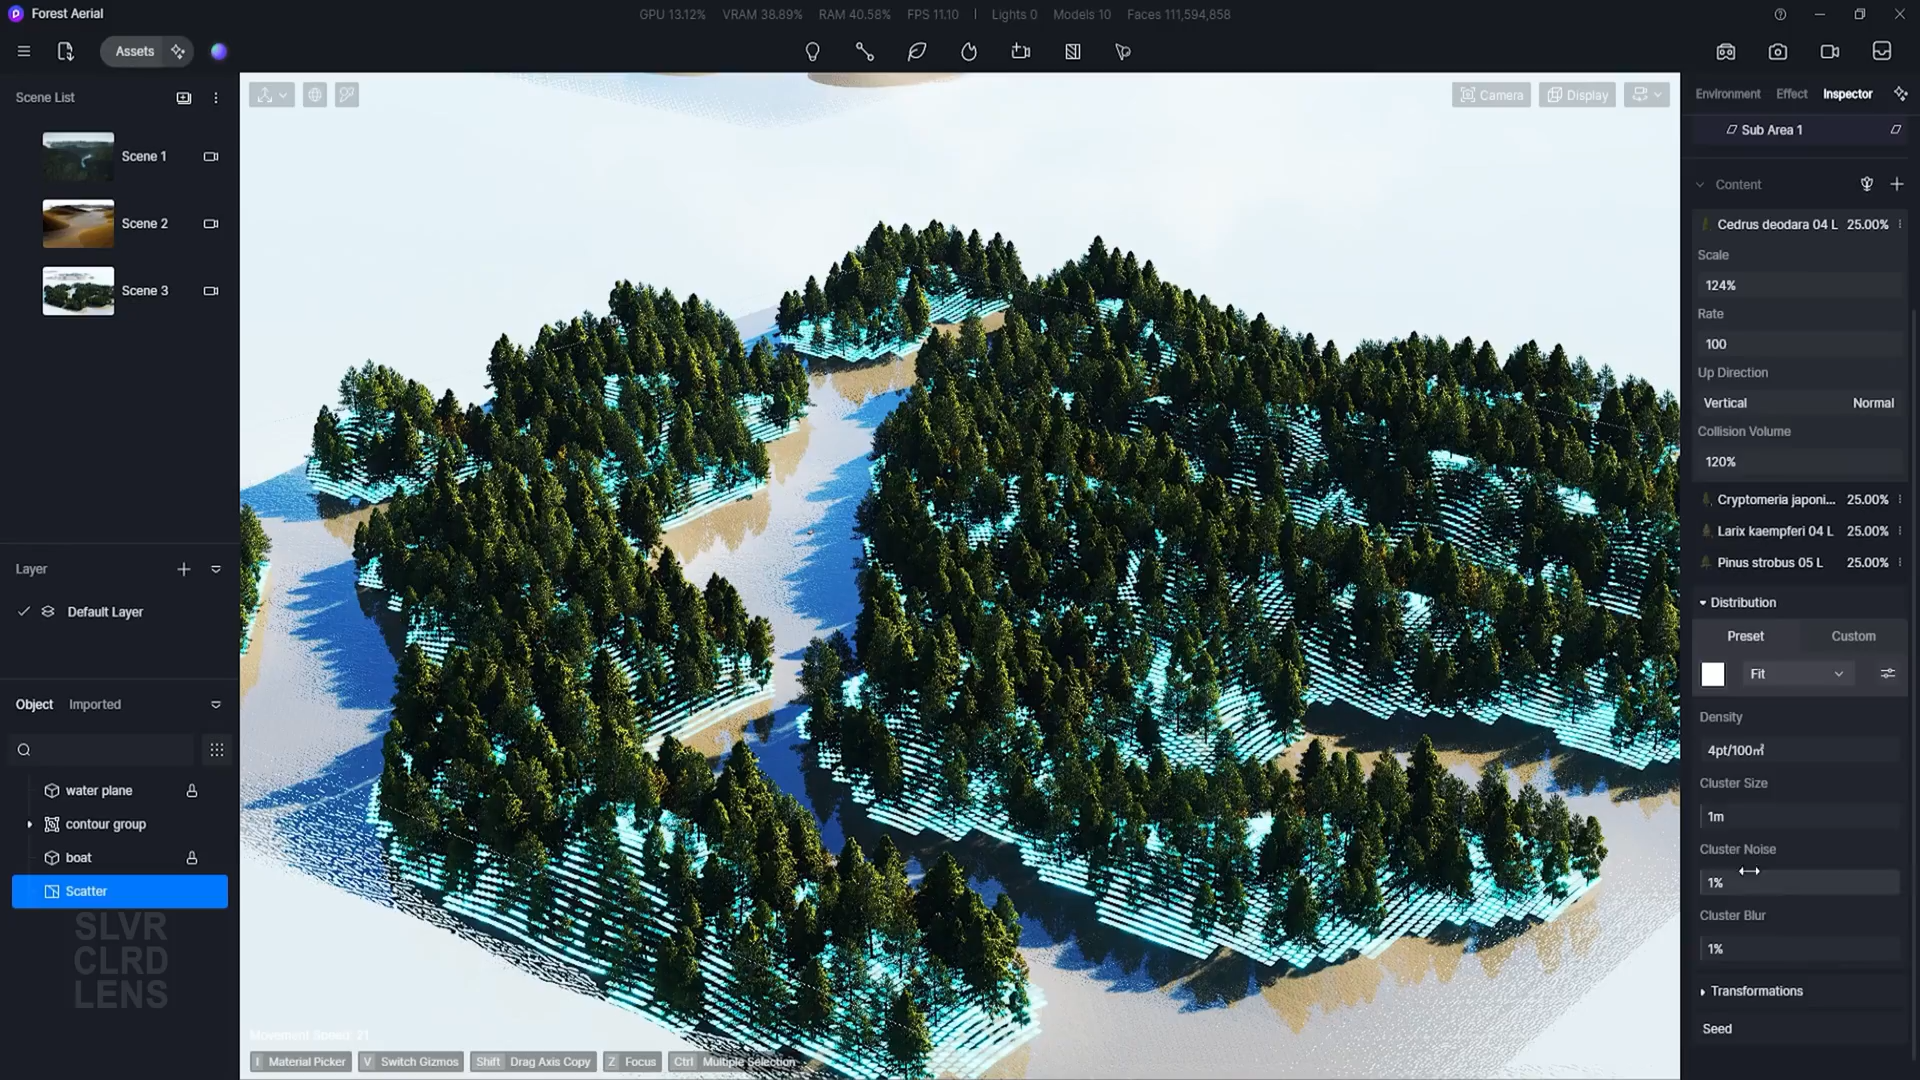 Forest Aerial
GPU 13.12% VRAM 38.89% RAM 40.58% FPS 11.10 | Lights 0 Models 10 Faces 111,594,858
Assets
Scene List
Scene 1
Scene 2
Scene 3
Layer
Default Layer
Object Imported
water plane
contour group
boat
Scatter
SLVR
CLRD
LENS
Camera Display
Movement Speed: 21
I Material Picker V Switch Gizmos Shift Drag Axis Copy Z Focus Ctrl Multiple Selection
Environment Effect Inspector
Sub Area 1
Content
Cedrus deodara 04 L 25.00%
Scale
124%
Rate
100
Up Direction
Vertical Normal
Collision Volume
120%
Cryptomeria japoni... 25.00%
Larix kaempferi 04 L 25.00%
Pinus strobus 05 L 25.00%
Distribution
Preset Custom
Fit
Density
4pt/100㎡
Cluster Size
1m
Cluster Noise
1%
Cluster Blur
1%
Transformations
Seed